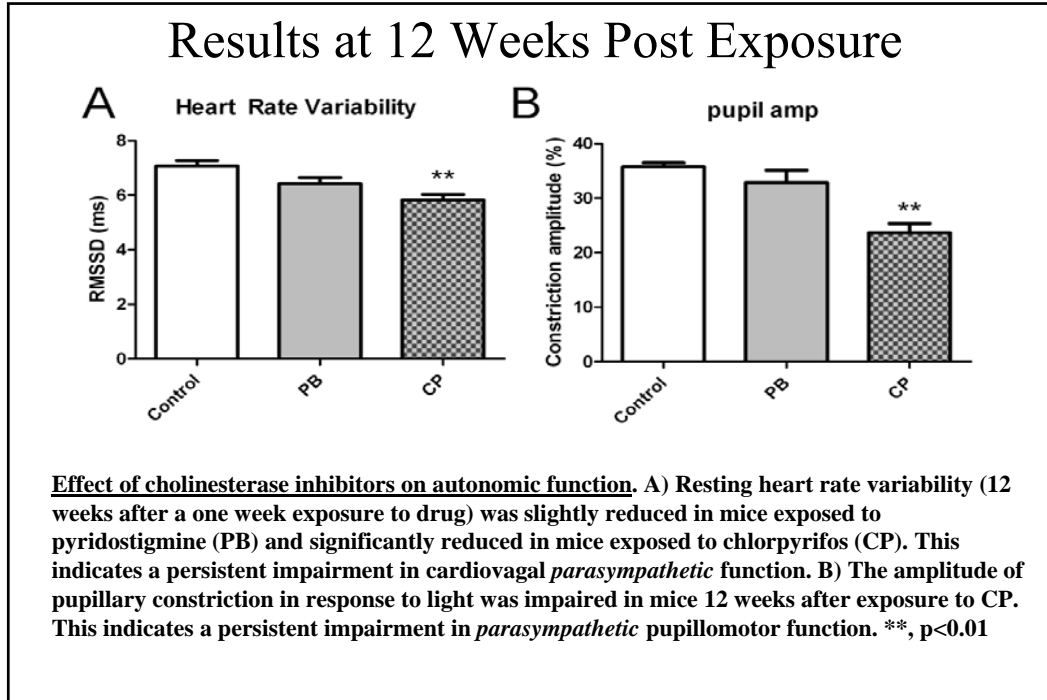 Results at 12 Weeks Post Exposure
A
Heart Rate Variability
RMSSD (ms)
8
6
4
2
0
**
Control
PB
CP
B
pupil amp
Constriction amplitude (%)
40
30
20
10
0
**
Control
PB
CP
Effect of cholinesterase inhibitors on autonomic function. A) Resting heart rate variability (12
weeks after a one week exposure to drug) was slightly reduced in mice exposed to
pyridostigmine (PB) and significantly reduced in mice exposed to chlorpyrifos (CP). This
indicates a persistent impairment in cardiovagal parasympathetic function. B) The amplitude of
pupillary constriction in response to light was impaired in mice 12 weeks after exposure to CP.
This indicates a persistent impairment in parasympathetic pupillomotor function. **, p<0.01